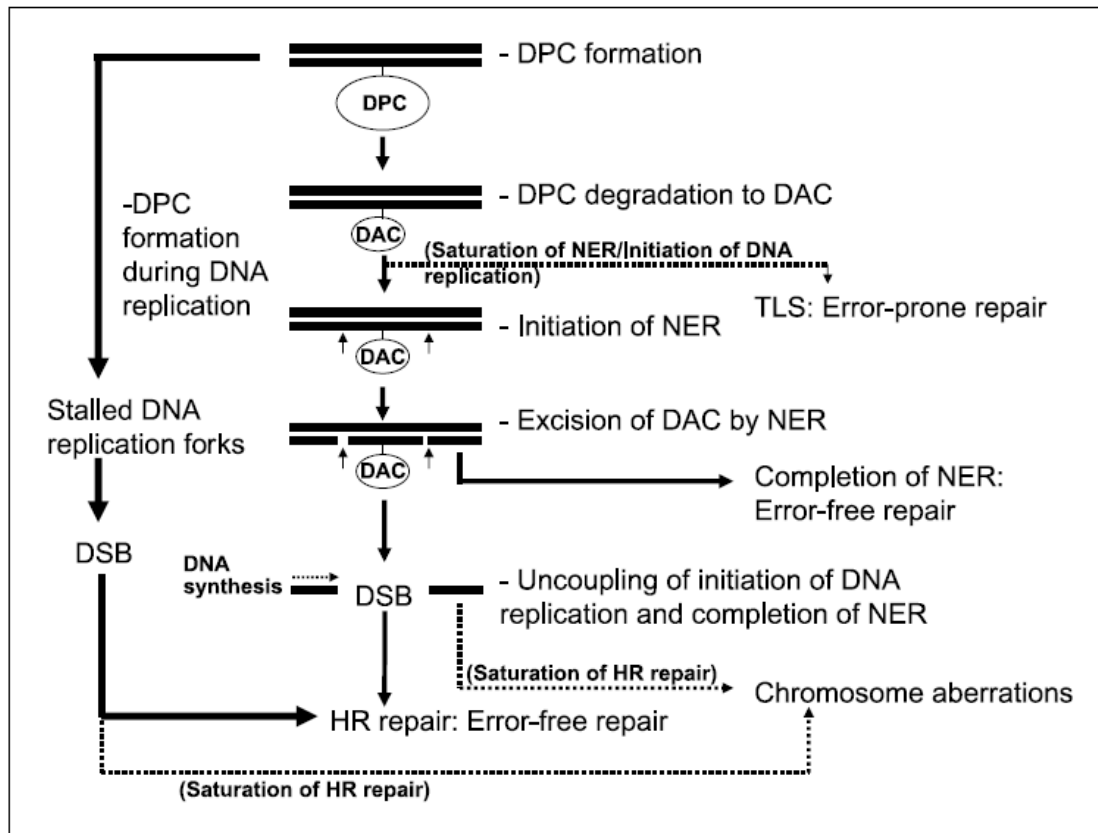 - DPC formation
DPC
- DPC degradation to DAC
DAC
-DPC
formation
during DNA
replication
(Saturation of NER/Initiation of DNA
replication)
TLS: Error-prone repair
- Initiation of NER
DAC
Stalled DNA
replication forks
- Excision of DAC by NER
DAC
Completion of NER:
Error-free repair
DSB
DNA
synthesis
DSB
- Uncoupling of initiation of DNA
replication and completion of NER
(Saturation of HR repair)
Chromosome aberrations
HR repair: Error-free repair
(Saturation of HR repair)